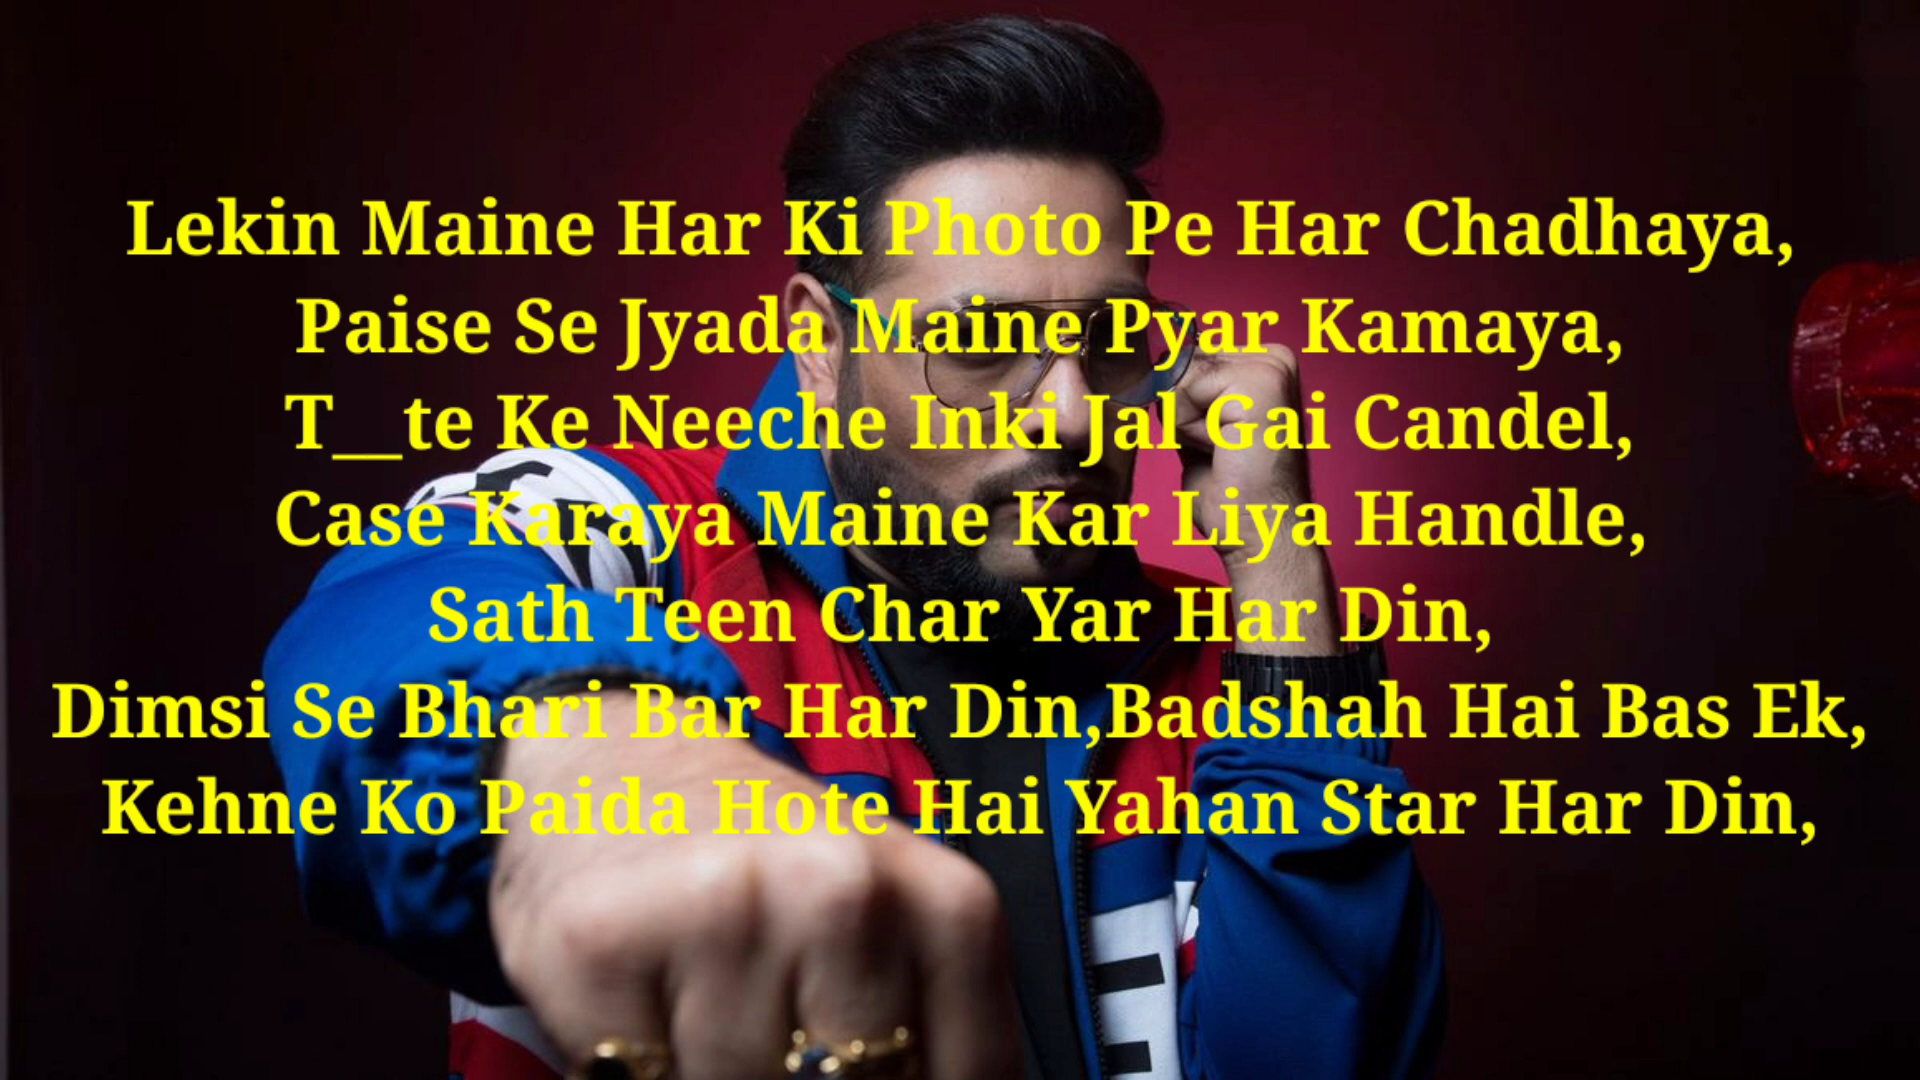 Lekin Maine Har Ki Photo Pe Har Chadhaya,
Paise Se Jyada Maine Pyar Kamaya,
T__te Ke Neeche Inki Jal Gai Candel,
Case Karaya Maine Kar Liya Handle,
Sath Teen Char Yar Har Din,
Dimsi Se Bhari Bar Har Din,Badshah Hai Bas Ek,
Kehne Ko Paida Hote Hai Yahan Star Har Din,